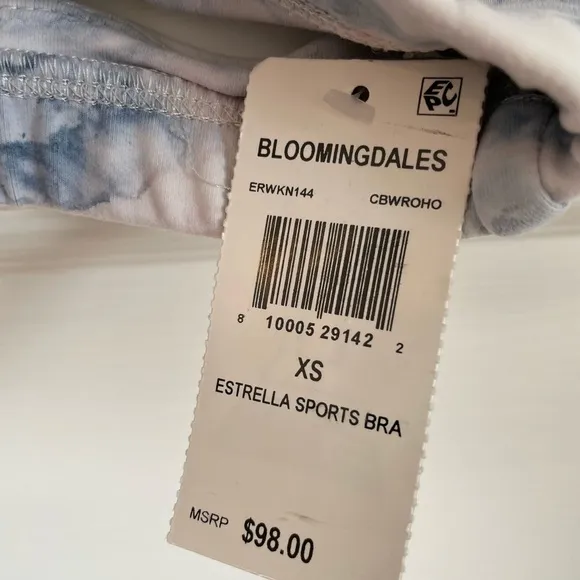 EPC
BLOOMINGDALES
ERWKN144 CBWROHO
8 10005 29142 2
XS
ESTRELLA SPORTS BRA
MSRP $98.00